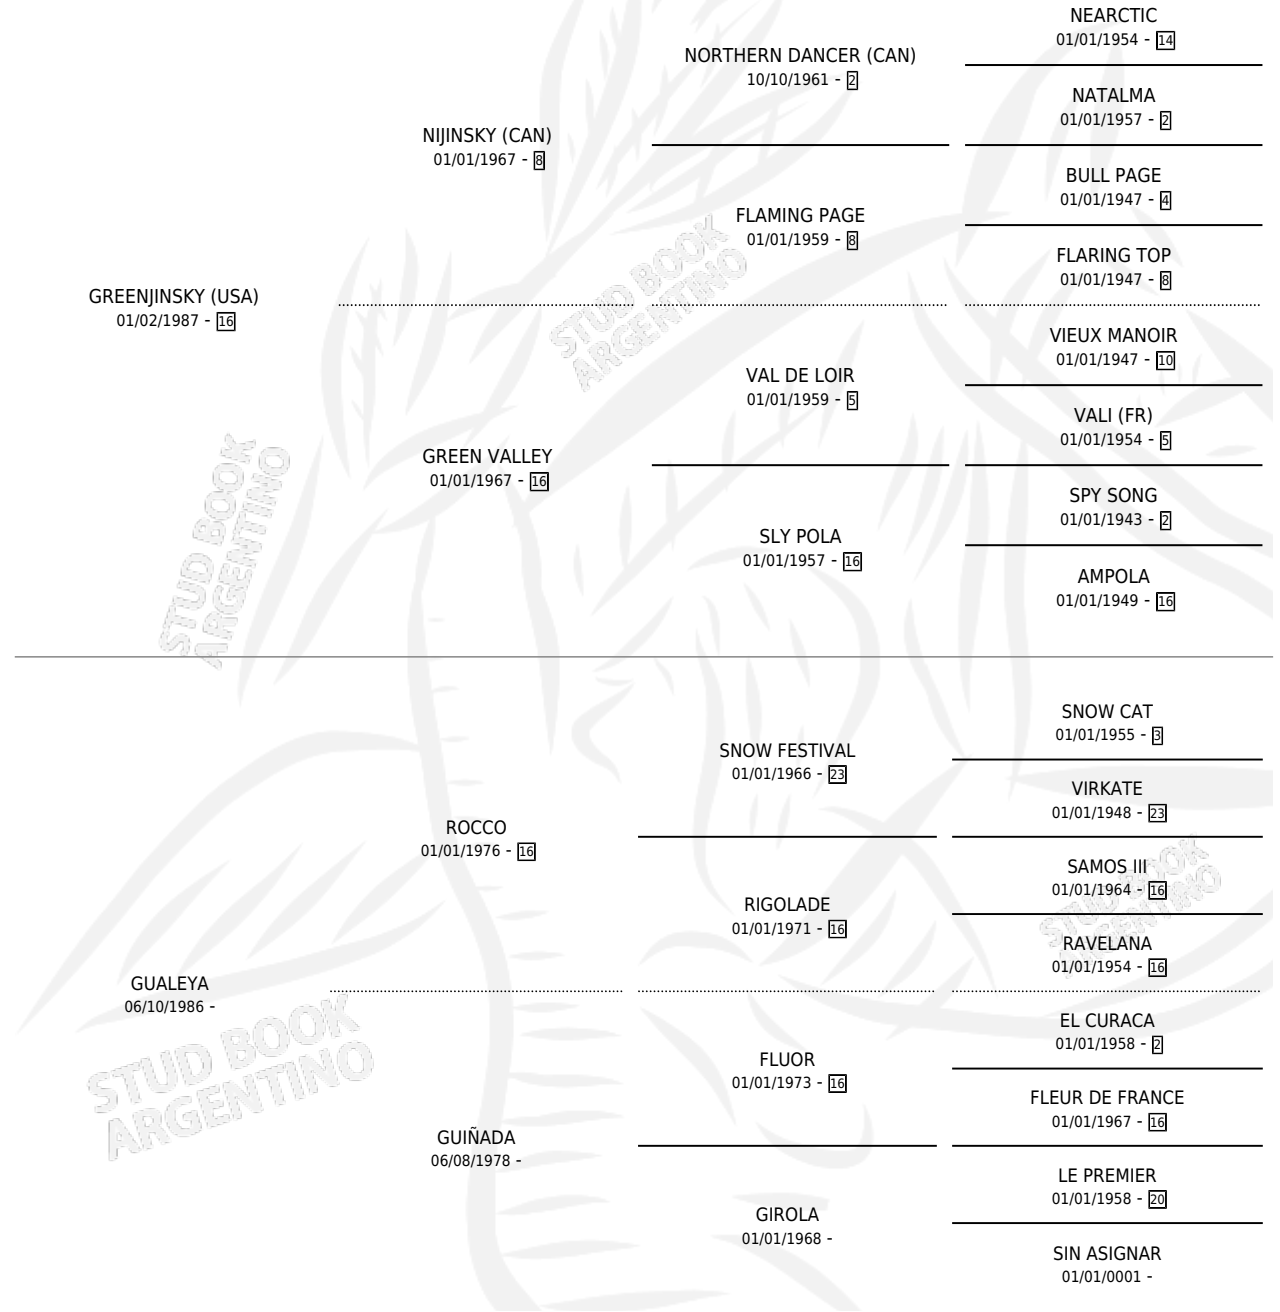 NEARCTIC
01/01/1954 - 14
NORTHERN DANCER (CAN)
10/10/1961 - 2
NATALMA
01/01/1957 - 2
NIJINSKY (CAN)
01/01/1967 - 8
BULL PAGE
01/01/1947 - 4
FLAMING PAGE
01/01/1959 - 8
FLARING TOP
01/01/1947 - 8
GREENJINSKY (USA)
01/02/1987 - 16
VIEUX MANOIR
01/01/1947 - 10
VAL DE LOIR
01/01/1959 - 5
VALI (FR)
01/01/1954 - 5
GREEN VALLEY
01/01/1967 - 16
SPY SONG
01/01/1943 - 2
SLY POLA
01/01/1957 - 16
AMPOLA
01/01/1949 - 16
SNOW CAT
01/01/1955 - 3
SNOW FESTIVAL
01/01/1966 - 23
VIRKATE
01/01/1948 - 23
ROCCO
01/01/1976 - 16
SAMOS III
01/01/1964 - 16
RIGOLADE
01/01/1971 - 16
RAVELANA
01/01/1954 - 16
GUALEYA
06/10/1986 -
EL CURACA
01/01/1958 - 2
FLUOR
01/01/1973 - 16
FLEUR DE FRANCE
01/01/1967 - 16
GUIÑADA
06/08/1978 -
LE PREMIER
01/01/1958 - 20
GIROLA
01/01/1968 -
SIN ASIGNAR
01/01/0001 -
STUD BOOK
ARGENTINO
STUD BOOK
ARGENTINO
STUD BOOK
ARGENTINO
STUD BOOK
ARGENTINO